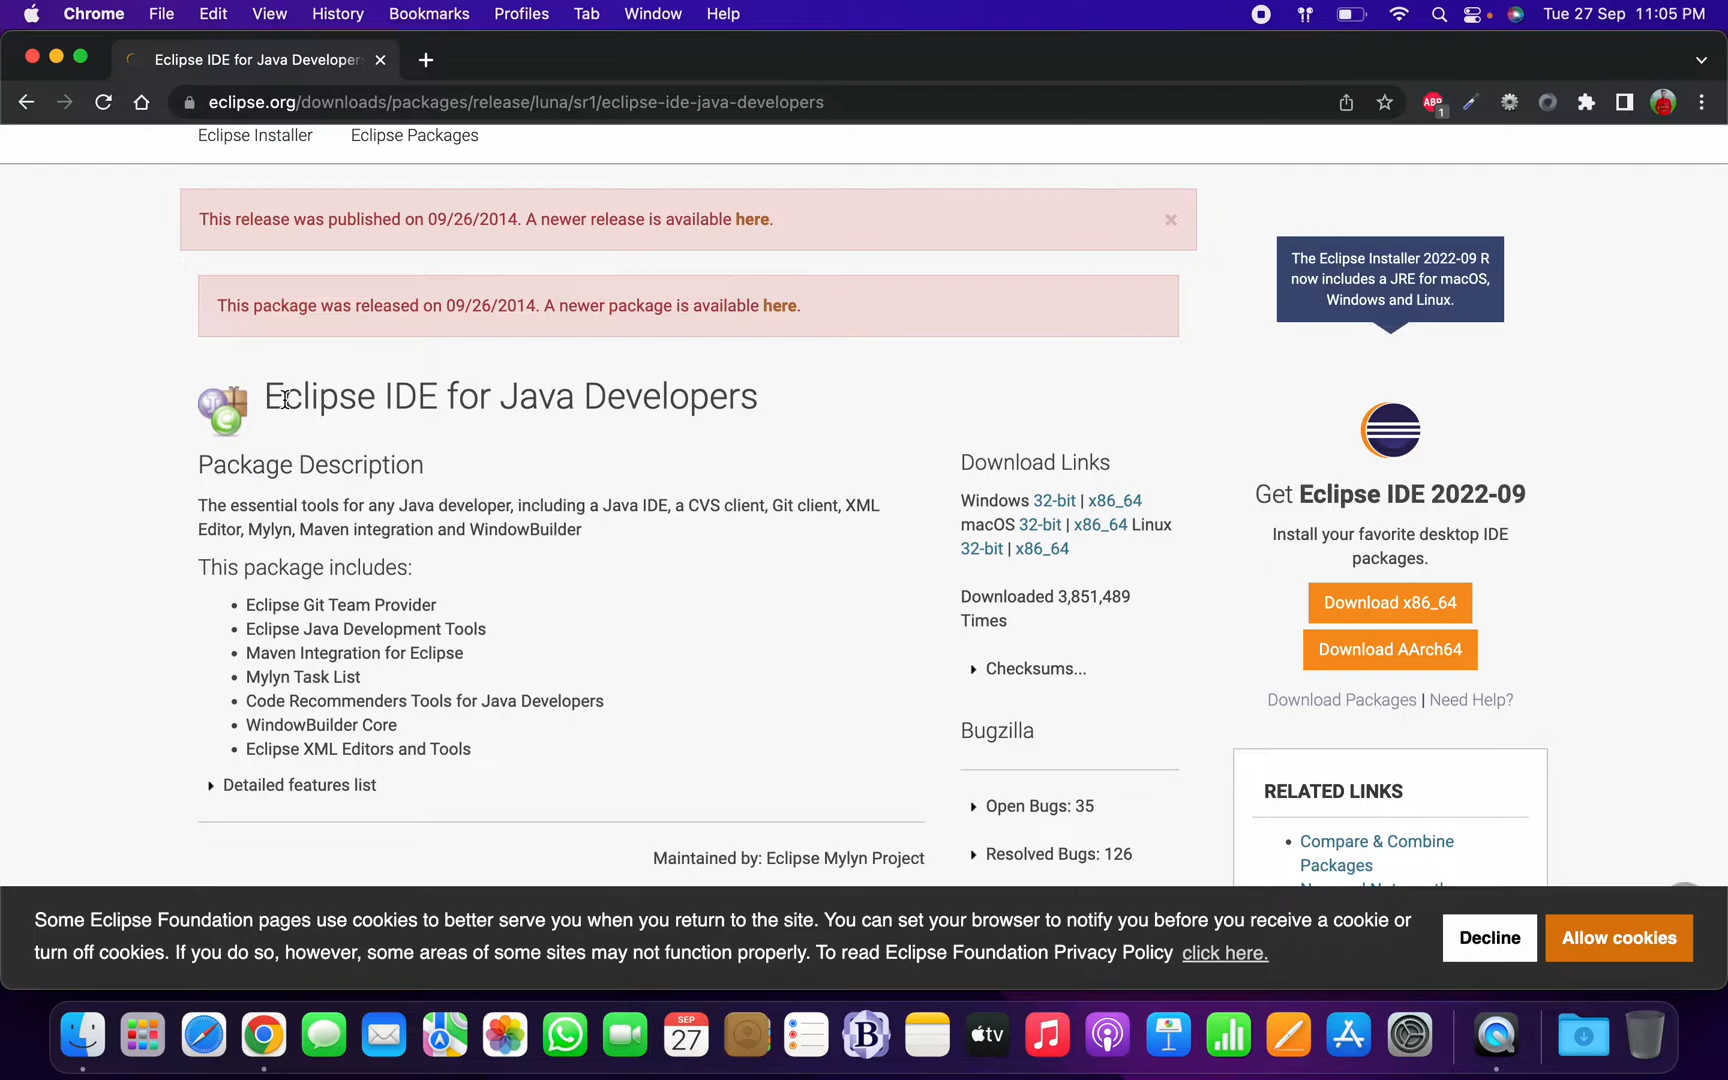 Chrome File Edit View History Bookmarks Profiles Tab Window Help Tue 27 Sep 11:05 PM
Eclipse IDE for Java Developer
eclipse.org/downloads/packages/release/luna/sr1/eclipse-ide-java-developers
ABP 1
Eclipse Installer Eclipse Packages
This release was published on 09/26/2014. A newer release is available here.
This package was released on 09/26/2014. A newer package is available here.
Eclipse IDE for Java Developers
Package Description
The essential tools for any Java developer, including a Java IDE, a CVS client, Git client, XML
Editor, Mylyn, Maven integration and WindowBuilder
This package includes:
Eclipse Git Team Provider
Eclipse Java Development Tools
Maven Integration for Eclipse
Mylyn Task List
Code Recommenders Tools for Java Developers
WindowBuilder Core
Eclipse XML Editors and Tools
Detailed features list
Maintained by: Eclipse Mylyn Project
Download Links
Windows 32-bit | x86_64
macOS 32-bit | x86_64 Linux
32-bit | x86_64
Downloaded 3,851,489
Times
Checksums...
Bugzilla
Open Bugs: 35
Resolved Bugs: 126
The Eclipse Installer 2022-09 R
now includes a JRE for macOS,
Windows and Linux.
Get Eclipse IDE 2022-09
Install your favorite desktop IDE
packages.
Download x86_64
Download AArch64
Download Packages | Need Help?
RELATED LINKS
Compare & Combine
Packages
Some Eclipse Foundation pages use cookies to better serve you when you return to the site. You can set your browser to notify you before you receive a cookie or
turn off cookies. If you do so, however, some areas of some sites may not function properly. To read Eclipse Foundation Privacy Policy click here.
Decline
Allow cookies
SEP
27
B
tv